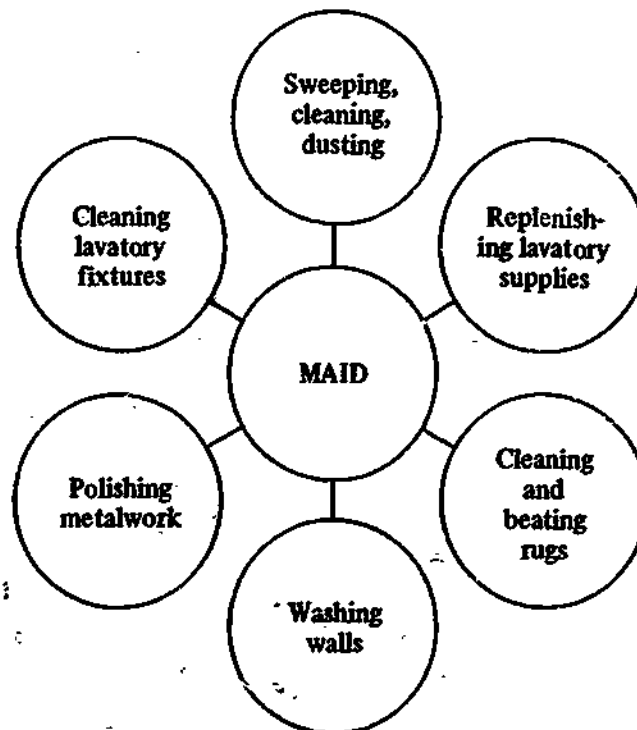 Sweeping,
cleaning,
dusting
Cleaning
lavatory
fixtures
Replenish-
ing lavatory
supplies
MAID
Polishing
metalwork
Cleaning
and
beating
rugs
Washing
walls